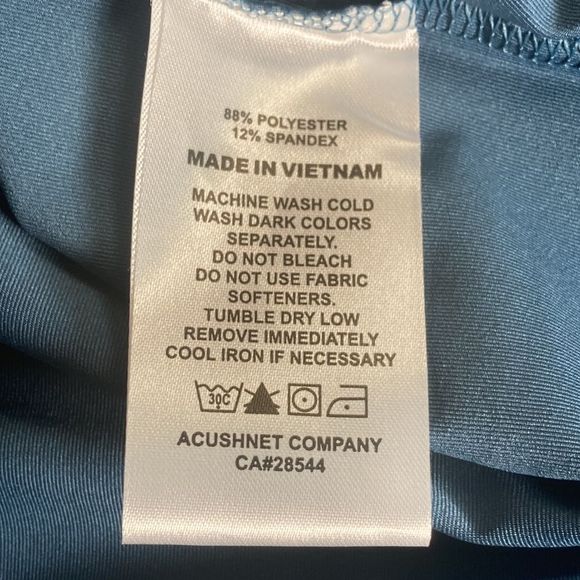 88% POLYESTER
12% SPANDEX
MADE IN VIETNAM
MACHINE WASH COLD
WASH DARK COLORS
SEPARATELY.
DO NOT BLEACH
DO NOT USE FABRIC
SOFTENERS.
TUMBLE DRY LOW
REMOVE IMMEDIATELY
COOL IRON IF NECESSARY
30C
ACUSHNET COMPANY
CA#28544